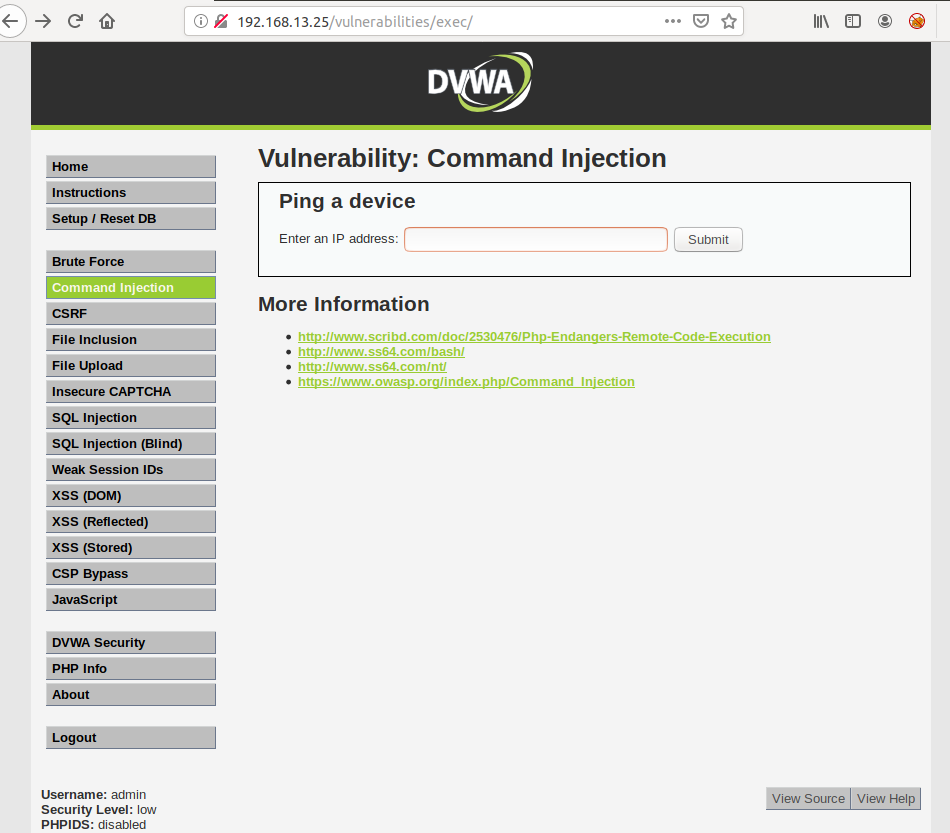 192.168.13.25/vulnerabilities/exec/
DVWA
Home
Instructions
Setup / Reset DB
Brute Force
Command Injection
CSRF
File Inclusion
File Upload
Insecure CAPTCHA
SQL Injection
SQL Injection (Blind)
Weak Session IDs
XSS (DOM)
XSS (Reflected)
XSS (Stored)
CSP Bypass
JavaScript
DVWA Security
PHP Info
About
Logout
Vulnerability: Command Injection
Ping a device
Enter an IP address: Submit
More Information
http://www.scribd.com/doc/2530476/Php-Endangers-Remote-Code-Execution
http://www.ss64.com/bash/
http://www.ss64.com/nt/
https://www.owasp.org/index.php/Command_Injection
Username: admin
Security Level: low
PHPIDS: disabled
View Source View Help